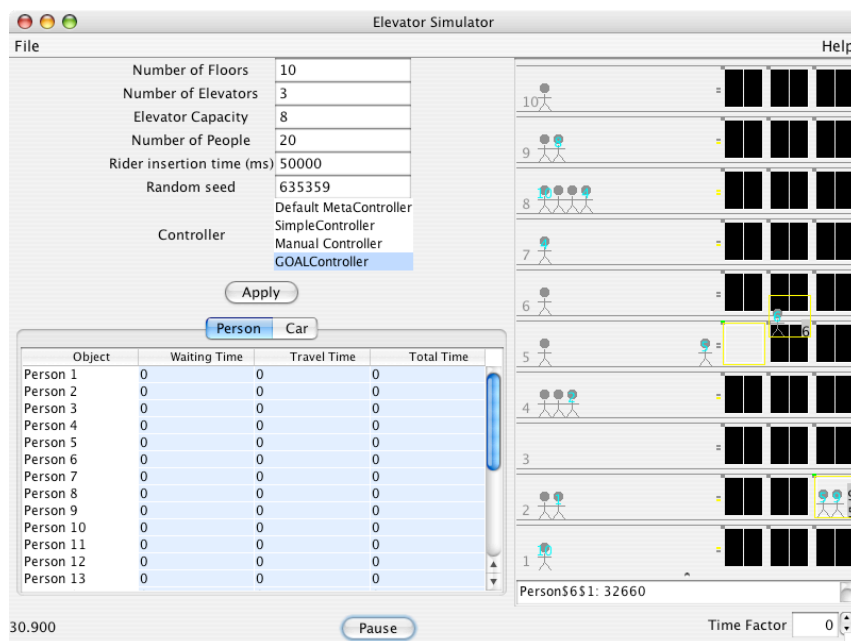 Elevator Simulator
File Help
Number of Floors 10
Number of Elevators 3
Elevator Capacity 8
Number of People 20
Rider insertion time (ms) 50000
Random seed 635359
Controller
Default MetaController
SimpleController
Manual Controller
GOALController
Apply
Person Car
Object Waiting Time Travel Time Total Time
Person 1 0 0 0
Person 2 0 0 0
Person 3 0 0 0
Person 4 0 0 0
Person 5 0 0 0
Person 6 0 0 0
Person 7 0 0 0
Person 8 0 0 0
Person 9 0 0 0
Person 10 0 0 0
Person 11 0 0 0
Person 12 0 0 0
Person 13 0 0 0
10
9
8 10
7
6
6
5
4
3
2
1 10
Person$6$1: 32660
30.900 Pause Time Factor 0